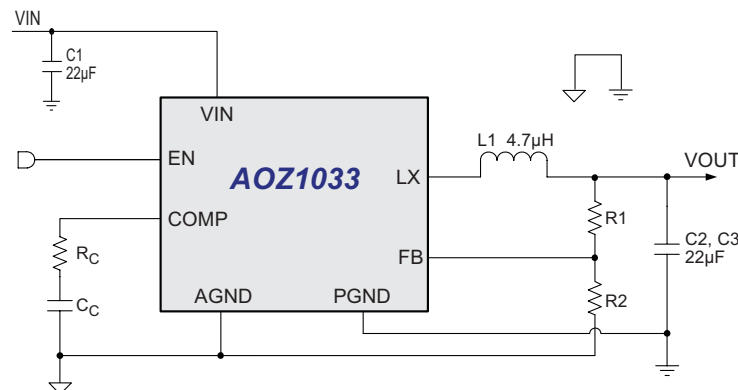 VIN
C1
22µF
VIN
EN
AOZ1033
LX
L1 4.7µH
VOUT
COMP
R1
RC
FB
C2, C3
22µF
AGND
PGND
R2
CC